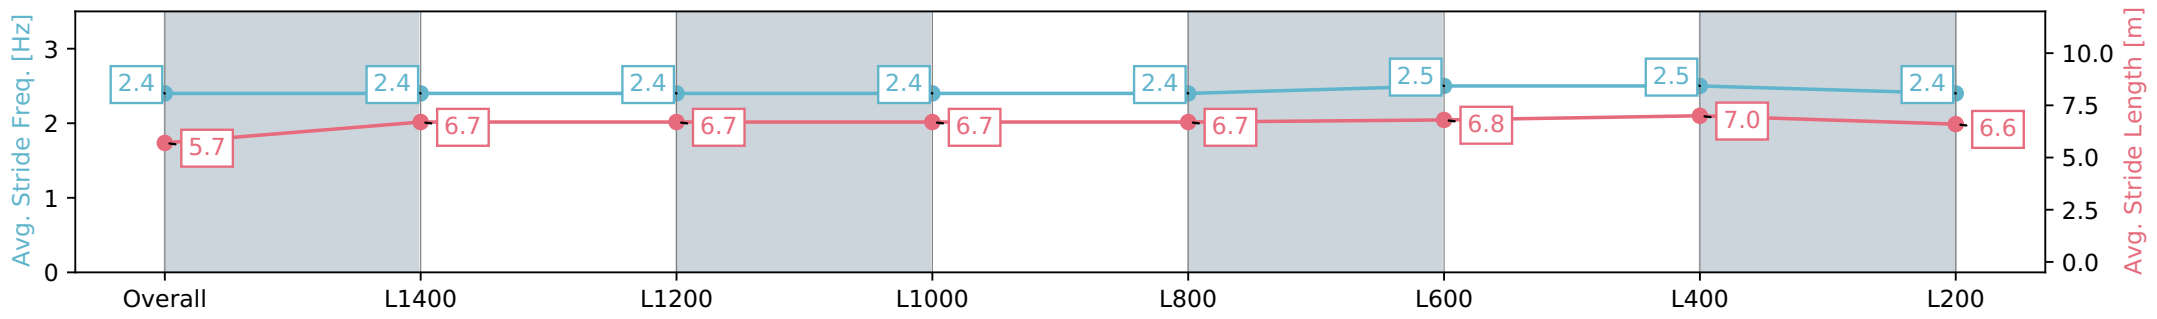 Avg. Stride Freq. [Hz]
3
2
1
0
2.4 2.4 2.4 2.4 2.4 2.5 2.5 2.4
5.7 6.7 6.7 6.7 6.7 6.8 7.0 6.6
10.0
7.5
5.0
2.5
0.0
Avg. Stride Length [m]
Overall L1400 L1200 L1000 L800 L600 L400 L200